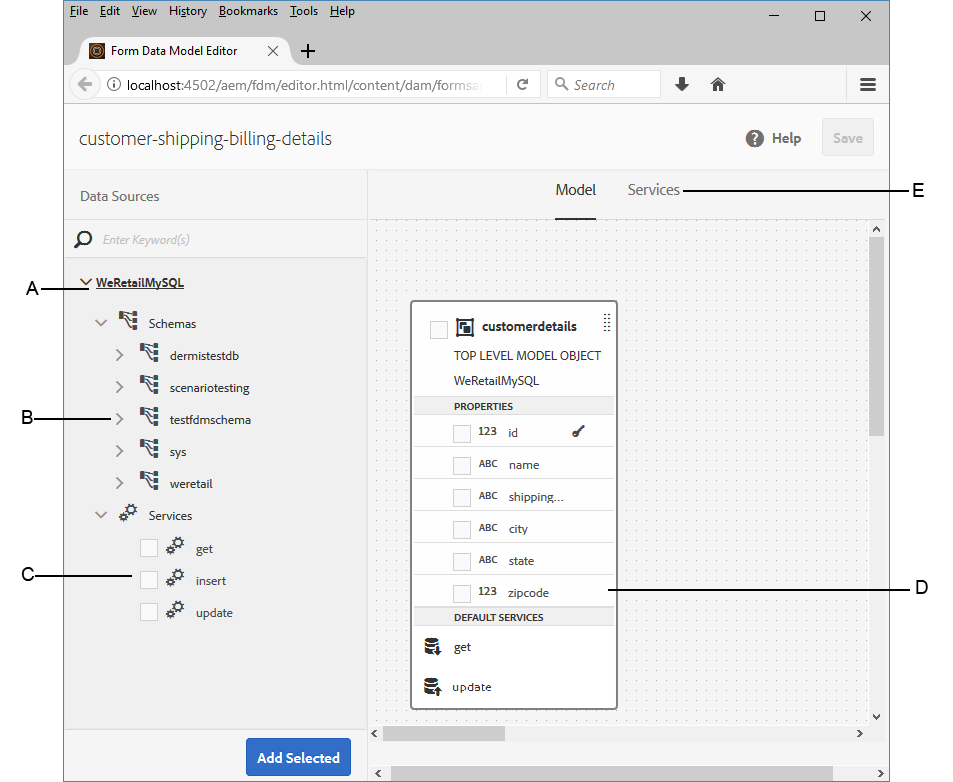 File Edit View History Bookmarks Tools Help
Form Data Model Editor
localhost:4502/aem/fdm/editor.html/content/dam/formsa
Search
customer-shipping-billing-details
Help
Save
Data Sources
Model
Services
E
Enter Keyword(s)
A
WeRetailMySQL
Schemas
dermistestdb
scenariotesting
B
testfdmschema
sys
weretail
Services
get
C
insert
update
Add Selected
customerdetails
TOP LEVEL MODEL OBJECT
WeRetailMySQL
PROPERTIES
123 id
ABC name
ABC shipping...
ABC city
ABC state
123 zipcode
D
DEFAULT SERVICES
get
update